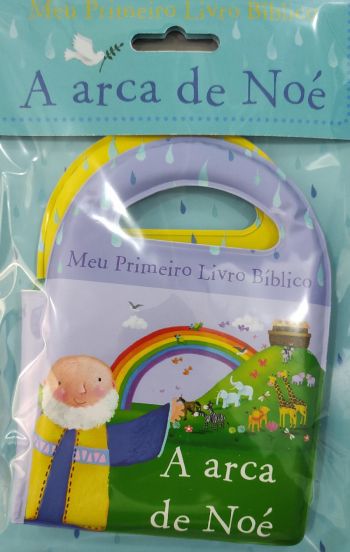 Meu Primeiro Livro Bíblico
A arca de Noé
Meu Primeiro Livro Bíblico
A arca
de Noé